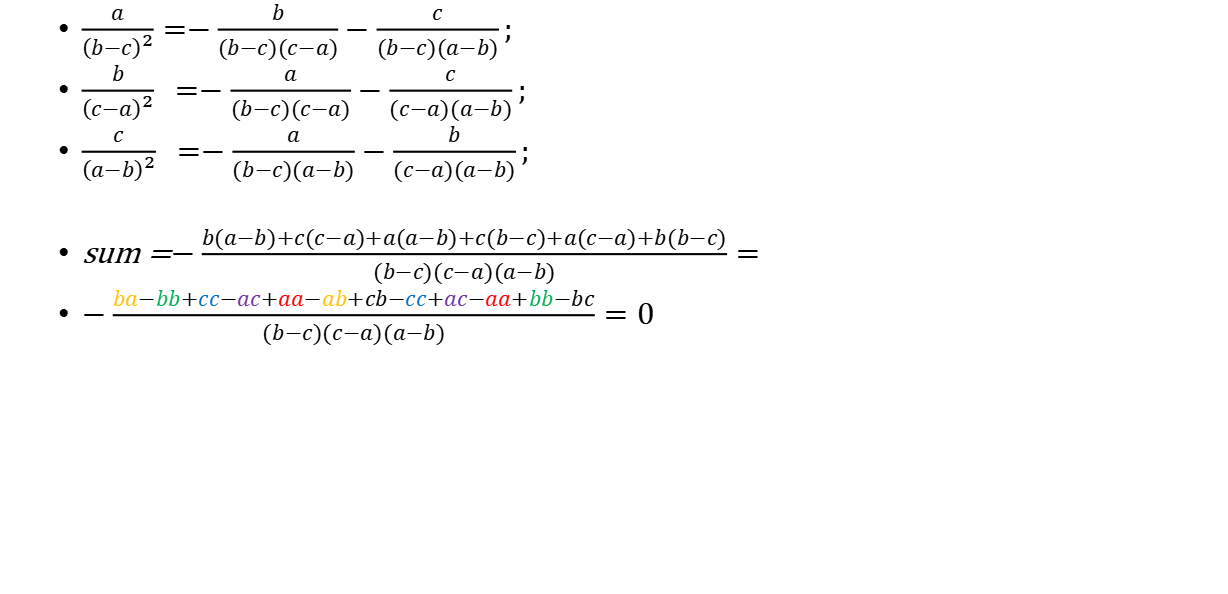 • a/(b−c)² =− b/((b−c)(c−a)) − c/((b−c)(a−b)) ;
• b/(c−a)² =− a/((b−c)(c−a)) − c/((c−a)(a−b)) ;
• c/(a−b)² =− a/((b−c)(a−b)) − b/((c−a)(a−b)) ;
• sum =− (b(a−b)+c(c−a)+a(a−b)+c(b−c)+a(c−a)+b(b−c))/((b−c)(c−a)(a−b)) =
• − (ba−bb+cc−ac+aa−ab+cb−cc+ac−aa+bb−bc)/((b−c)(c−a)(a−b)) = 0